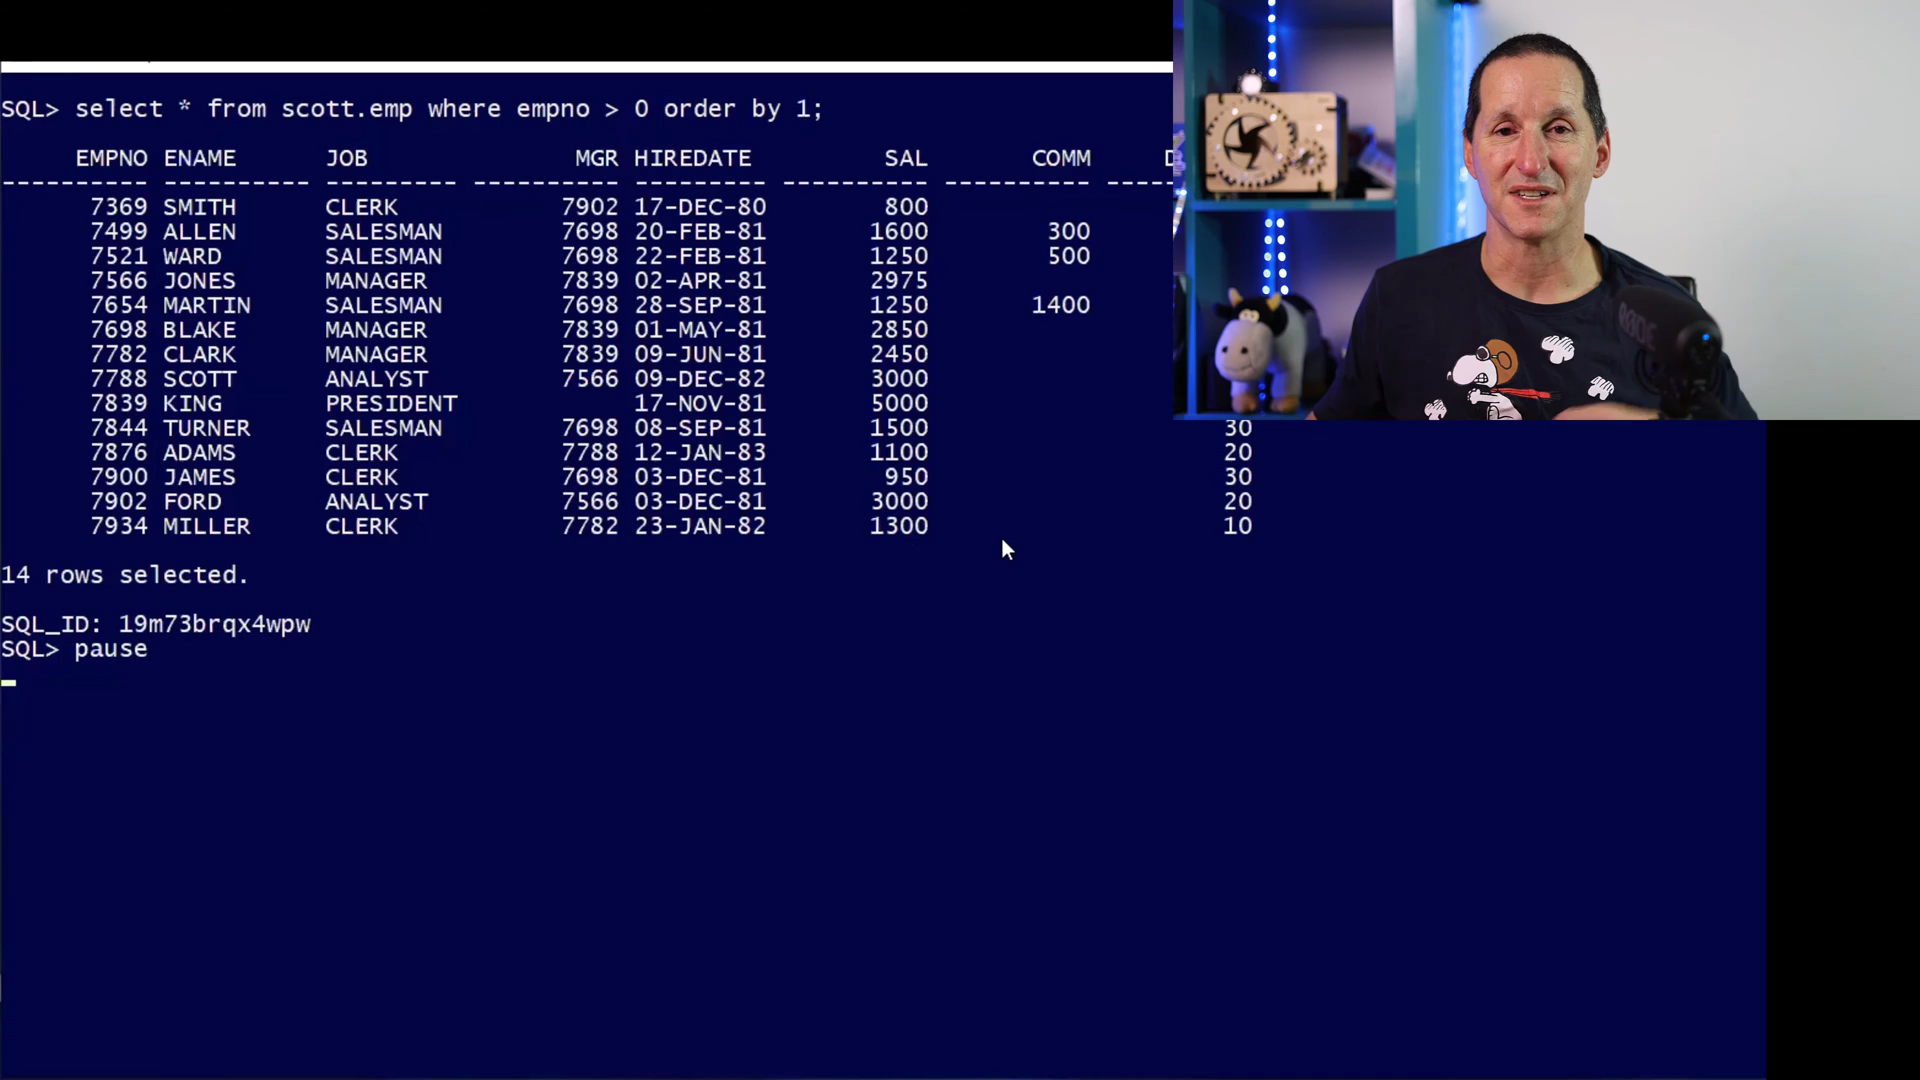 SQL> select * from scott.emp where empno > 0 order by 1;
EMPNO ENAME JOB MGR HIREDATE SAL COMM
---------- ---------- --------- ---------- --------- ---------- ---------- -----
7369 SMITH CLERK 7902 17-DEC-80 800
7499 ALLEN SALESMAN 7698 20-FEB-81 1600 300
7521 WARD SALESMAN 7698 22-FEB-81 1250 500
7566 JONES MANAGER 7839 02-APR-81 2975
7654 MARTIN SALESMAN 7698 28-SEP-81 1250 1400
7698 BLAKE MANAGER 7839 01-MAY-81 2850
7782 CLARK MANAGER 7839 09-JUN-81 2450
7788 SCOTT ANALYST 7566 09-DEC-82 3000
7839 KING PRESIDENT 17-NOV-81 5000
7844 TURNER SALESMAN 7698 08-SEP-81 1500 30
7876 ADAMS CLERK 7788 12-JAN-83 1100 20
7900 JAMES CLERK 7698 03-DEC-81 950 30
7902 FORD ANALYST 7566 03-DEC-81 3000 20
7934 MILLER CLERK 7782 23-JAN-82 1300 10
14 rows selected.
SQL_ID: 19m73brqx4wpw
SQL> pause
RODE